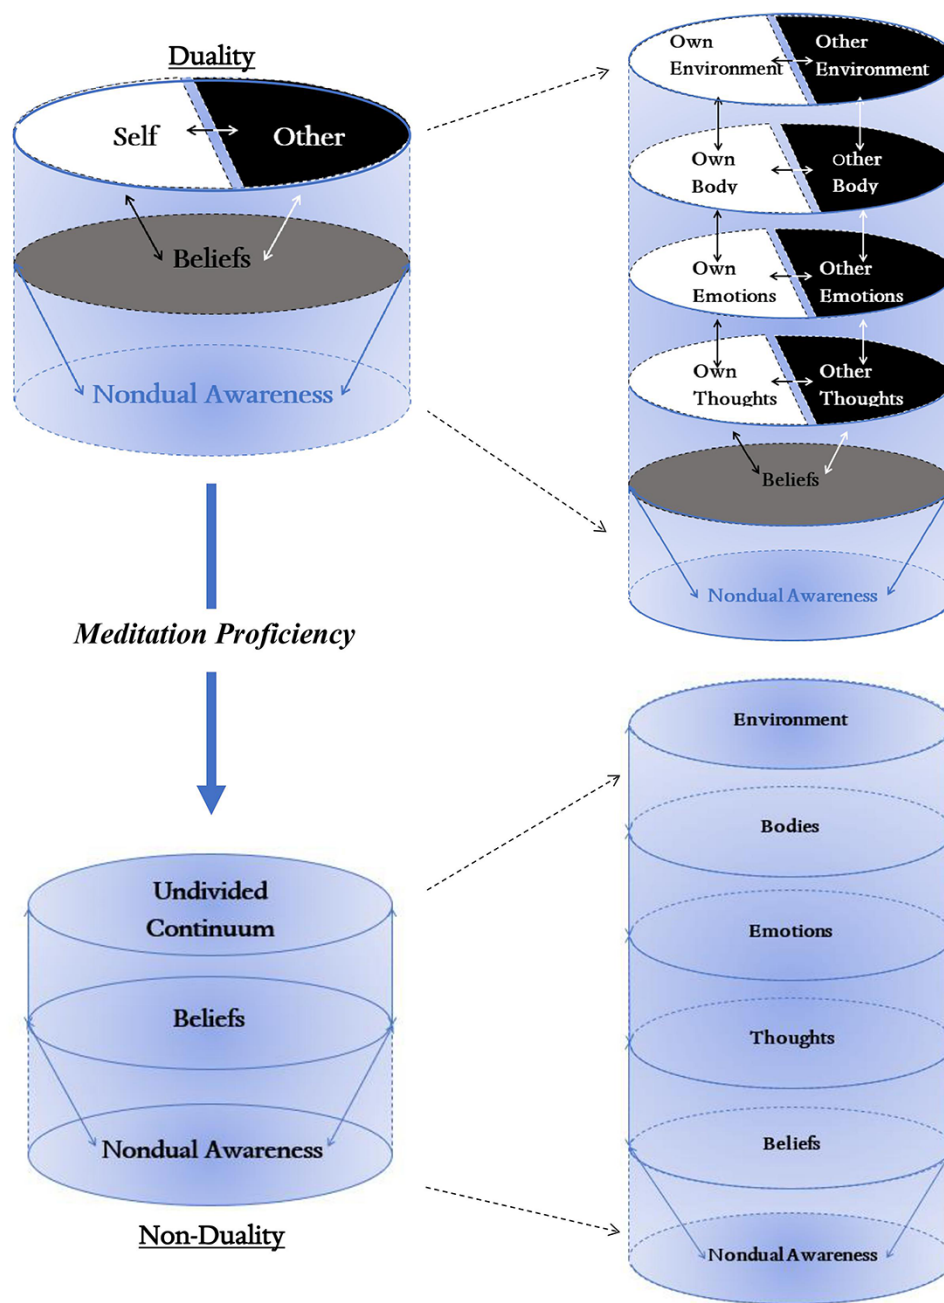 Duality
Self
Other
Beliefs
Nondual Awareness
Own
Environment
Other
Environment
Own
Body
Other
Body
Own
Emotions
Other
Emotions
Own
Thoughts
Other
Thoughts
Beliefs
Nondual Awareness
Meditation Proficiency
Undivided
Continuum
Beliefs
Nondual Awareness
Non-Duality
Environment
Bodies
Emotions
Thoughts
Beliefs
Nondual Awareness